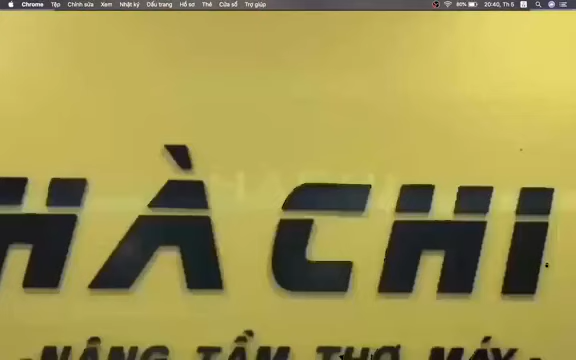 Chrome Tệp Chỉnh sửa Xem Nhật ký Dấu trang Hồ sơ Thẻ Cửa sổ Trợ giúp 80% 20:40, Th 5
HÀ CHI
NÂNG TẦM THỢ MÁY